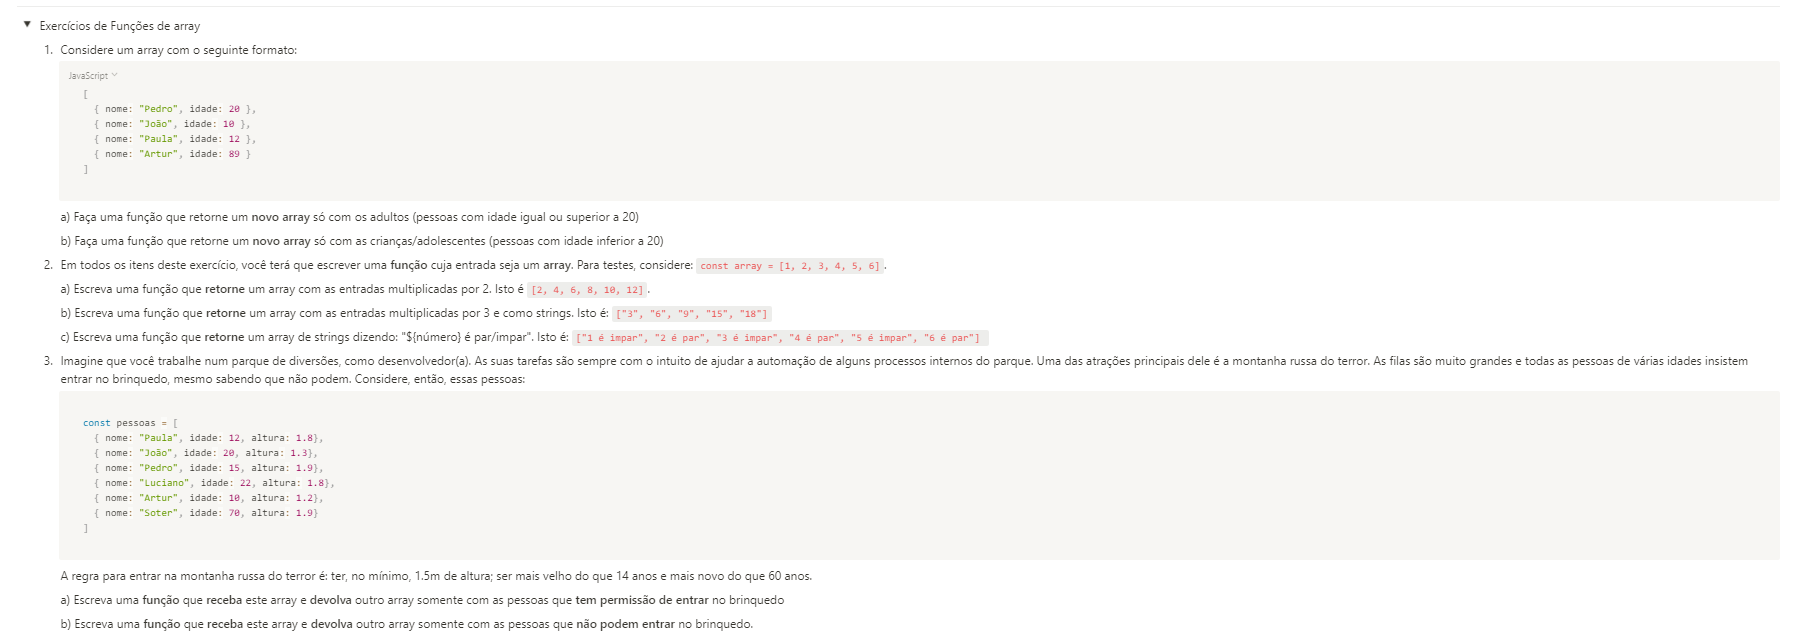 Exercícios de Funções de array
1. Considere um array com o seguinte formato:
JavaScript
[
{ nome: "Pedro", idade: 20 },
{ nome: "João", idade: 10 },
{ nome: "Paula", idade: 12 },
{ nome: "Artur", idade: 89 }
]
a) Faça uma função que retorne um novo array só com os adultos (pessoas com idade igual ou superior a 20)
b) Faça uma função que retorne um novo array só com as crianças/adolescentes (pessoas com idade inferior a 20)
2. Em todos os itens deste exercício, você terá que escrever uma função cuja entrada seja um array. Para testes, considere: const array = [1, 2, 3, 4, 5, 6].
a) Escreva uma função que retorne um array com as entradas multiplicadas por 2. Isto é [2, 4, 6, 8, 10, 12].
b) Escreva uma função que retorne um array com as entradas multiplicadas por 3 e como strings. Isto é: ["3", "6", "9", "15", "18"]
c) Escreva uma função que retorne um array de strings dizendo: "${número} é par/impar". Isto é: ["1 é impar", "2 é par", "3 é impar", "4 é par", "5 é impar", "6 é par"]
3. Imagine que você trabalhe num parque de diversões, como desenvolvedor(a). As suas tarefas são sempre com o intuito de ajudar a automação de alguns processos internos do parque. Uma das atrações principais dele é a montanha russa do terror. As filas são muito grandes e todas as pessoas de várias idades insistem
entrar no brinquedo, mesmo sabendo que não podem. Considere, então, essas pessoas:
const pessoas = [
{ nome: "Paula", idade: 12, altura: 1.8},
{ nome: "João", idade: 20, altura: 1.3},
{ nome: "Pedro", idade: 15, altura: 1.9},
{ nome: "Luciano", idade: 22, altura: 1.8},
{ nome: "Artur", idade: 10, altura: 1.2},
{ nome: "Soter", idade: 70, altura: 1.9}
]
A regra para entrar na montanha russa do terror é: ter, no mínimo, 1.5m de altura; ser mais velho do que 14 anos e mais novo do que 60 anos.
a) Escreva uma função que receba este array e devolva outro array somente com as pessoas que tem permissão de entrar no brinquedo
b) Escreva uma função que receba este array e devolva outro array somente com as pessoas que não podem entrar no brinquedo.